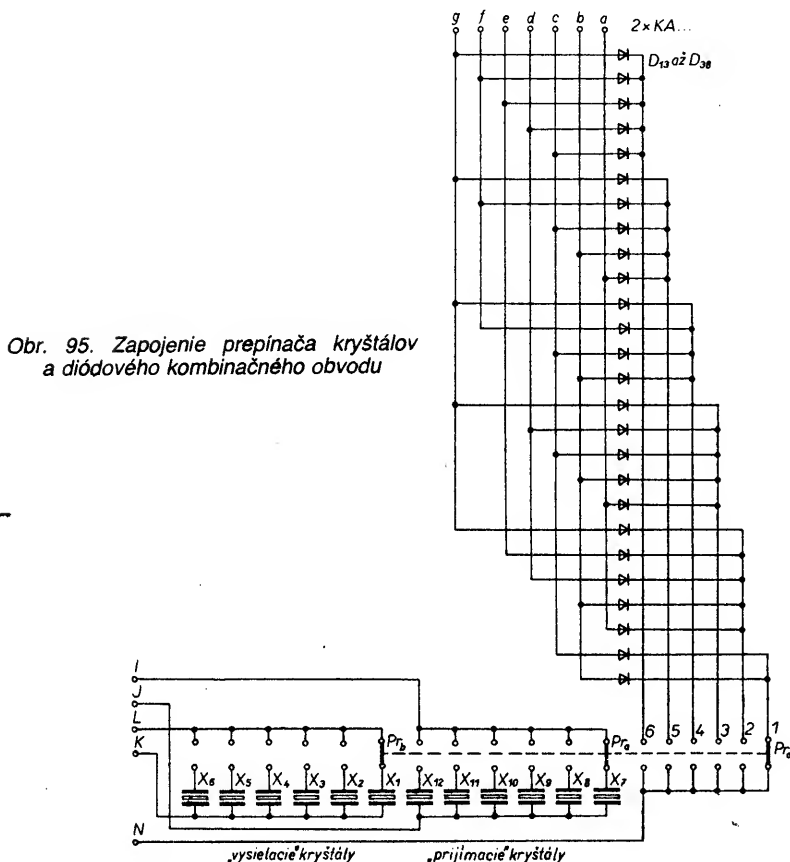 g f e d c b a 2×KA...
D₁₃ až D₃₈
Obr. 95. Zapojenie prepínača kryštálov
a diódového kombinačného obvodu
I
J
L
K
N
6 5 4 3 2 1
Prb Pra Prc
X₆ X₅ X₄ X₃ X₂ X₁ X₁₂ X₁₁ X₁₀ X₉ X₈ X₇
„vysielacie" kryštály „prijímacie" kryštály